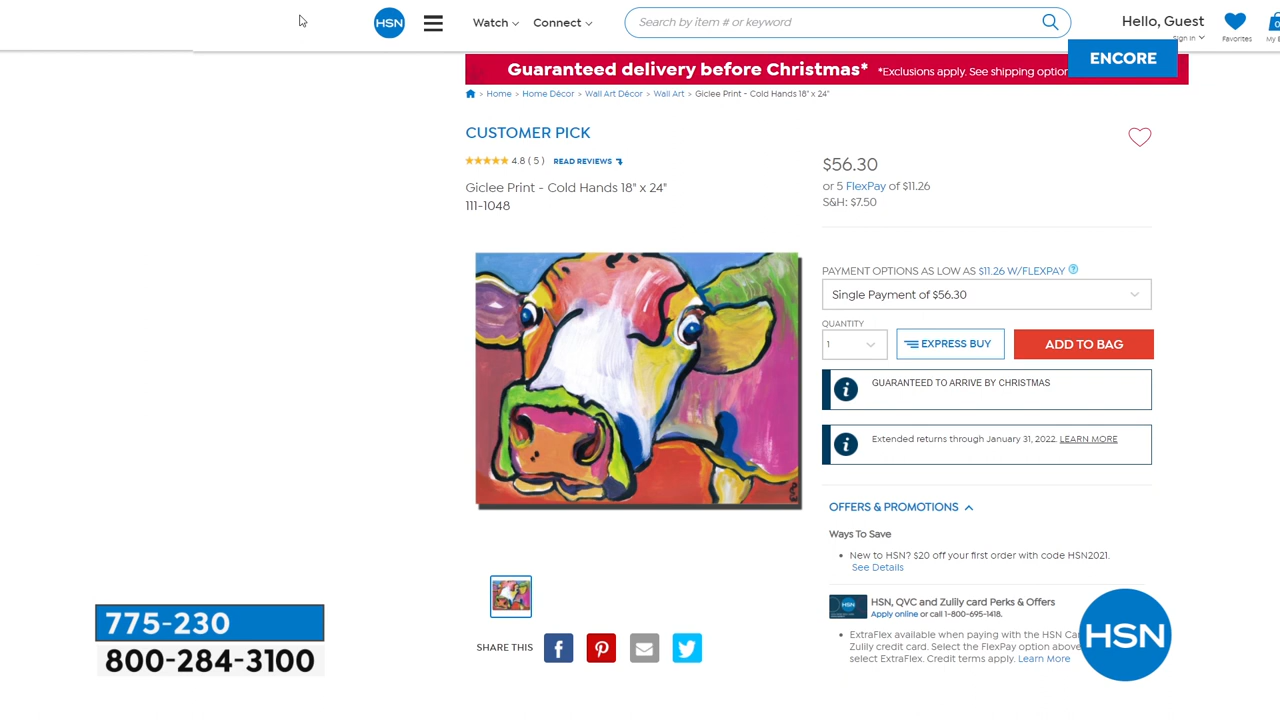 HSN
Watch
Connect
Search by item # or keyword
Hello, Guest
Sign In
Favorites
0
Guaranteed delivery before Christmas* *Exclusions apply. See shipping
ENCORE
> Home > Home Décor > Wall Art Décor > Wall Art > Giclee Print - Cold Hands 18" x 24"
CUSTOMER PICK
4.8 ( 5 ) READ REVIEWS
Giclee Print - Cold Hands 18" x 24"
111-1048
$56.30
or 5 FlexPay of $11.26
S&H: $7.50
PAYMENT OPTIONS AS LOW AS $11.26 W/FLEXPAY ?
Single Payment of $56.30
QUANTITY
1
EXPRESS BUY
ADD TO BAG
GUARANTEED TO ARRIVE BY CHRISTMAS
Extended returns through January 31, 2022. LEARN MORE
OFFERS & PROMOTIONS
Ways To Save
• New to HSN? $20 off your first order with code HSN2021.
See Details
HSN, QVC and Zulily card Perks & Offers
Apply online or call 1-800-695-1418.
• ExtraFlex available when paying with the HSN
Zulily credit card. Select the FlexPay option above
select ExtraFlex. Credit terms apply. Learn More
SHARE THIS
775-230
800-284-3100
HSN